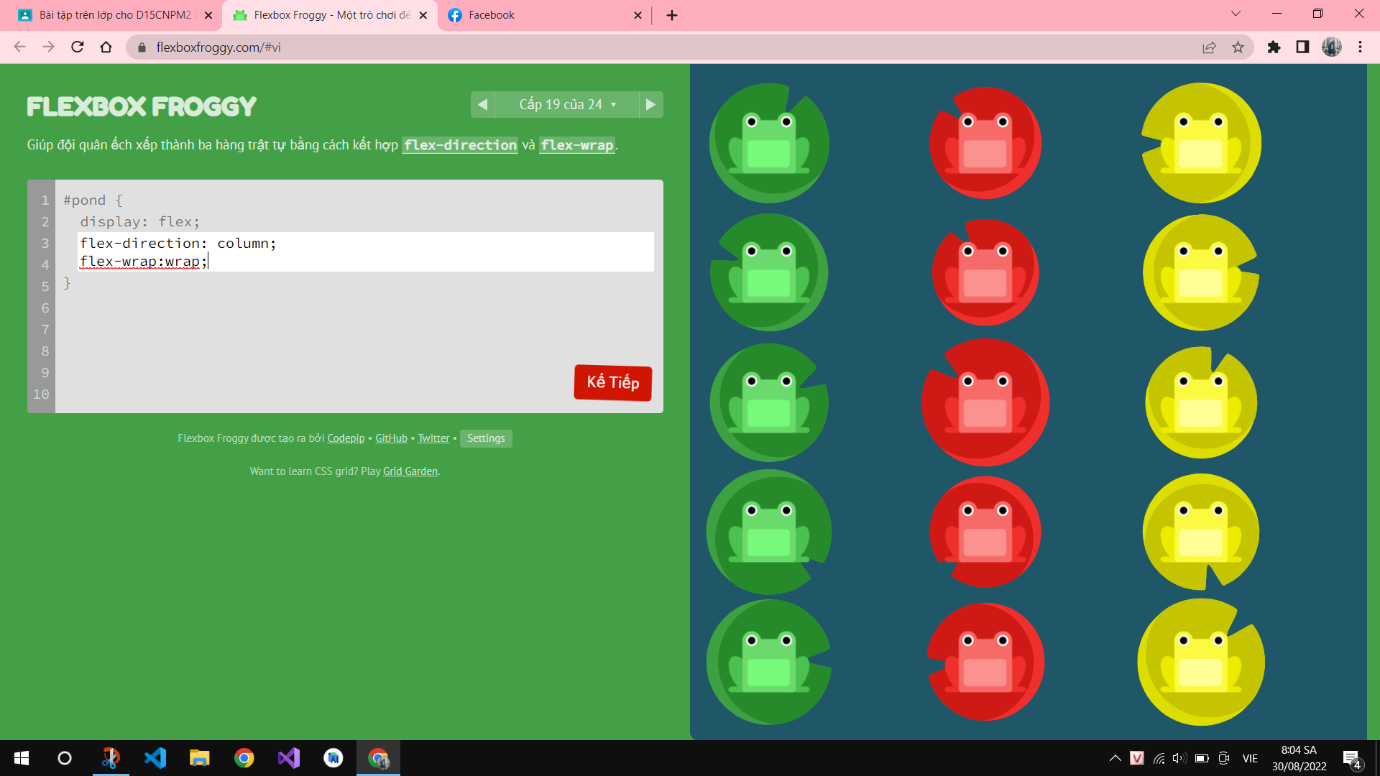 Bài tập trên lớp cho D15CNPM2
Flexbox Froggy - Một trò chơi để
Facebook
flexboxfroggy.com/#vi
FLEXBOX FROGGY
Cấp 19 của 24
Giúp đội quân ếch xếp thành ba hàng trật tự bằng cách kết hợp flex-direction và flex-wrap.
1 #pond {
2 display: flex;
3 flex-direction: column;
4 flex-wrap:wrap;
5 }
6
7
8
9
10
Kế Tiếp
Flexbox Froggy được tạo ra bởi Codepip • GitHub • Twitter • Settings
Want to learn CSS grid? Play Grid Garden.
VIE
8:04 SA
30/08/2022
4